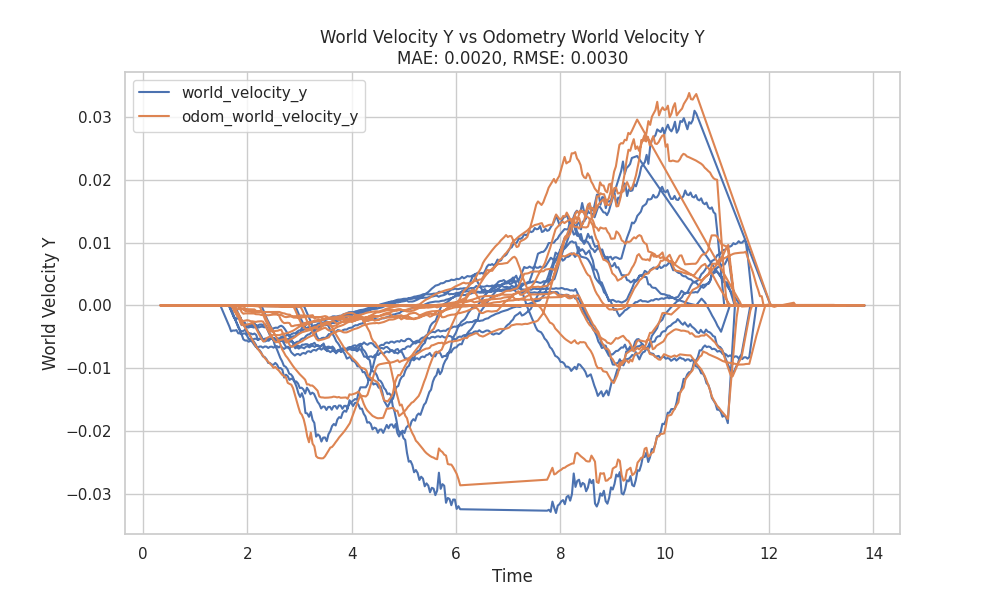 World Velocity Y vs Odometry World Velocity Y
MAE: 0.0020, RMSE: 0.0030
world_velocity_y
odom_world_velocity_y
World Velocity Y
0.03
0.02
0.01
0.00
−0.01
−0.02
−0.03
0 2 4 6 8 10 12 14
Time